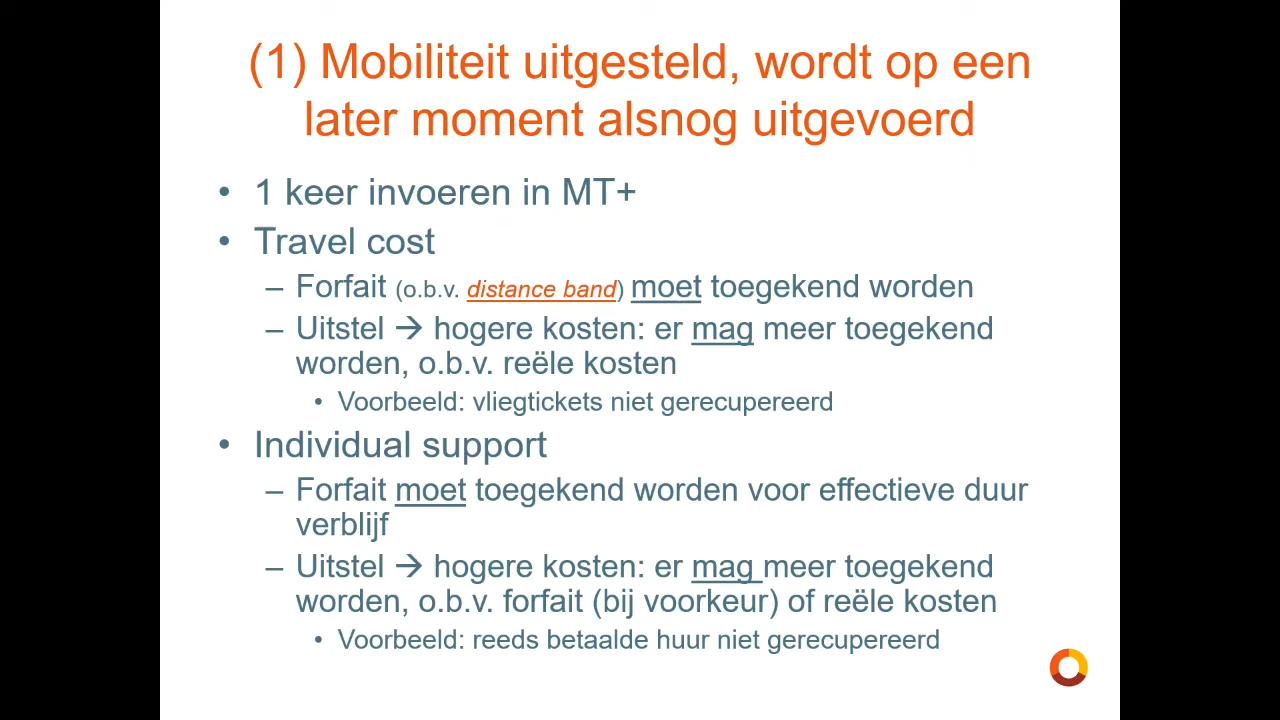 (1) Mobiliteit uitgesteld, wordt op een
later moment alsnog uitgevoerd
• 1 keer invoeren in MT+
• Travel cost
– Forfait (o.b.v. distance band) moet toegekend worden
– Uitstel → hogere kosten: er mag meer toegekend
worden, o.b.v. reële kosten
• Voorbeeld: vliegtickets niet gerecupereerd
• Individual support
– Forfait moet toegekend worden voor effectieve duur
verblijf
– Uitstel → hogere kosten: er mag meer toegekend
worden, o.b.v. forfait (bij voorkeur) of reële kosten
• Voorbeeld: reeds betaalde huur niet gerecupereerd